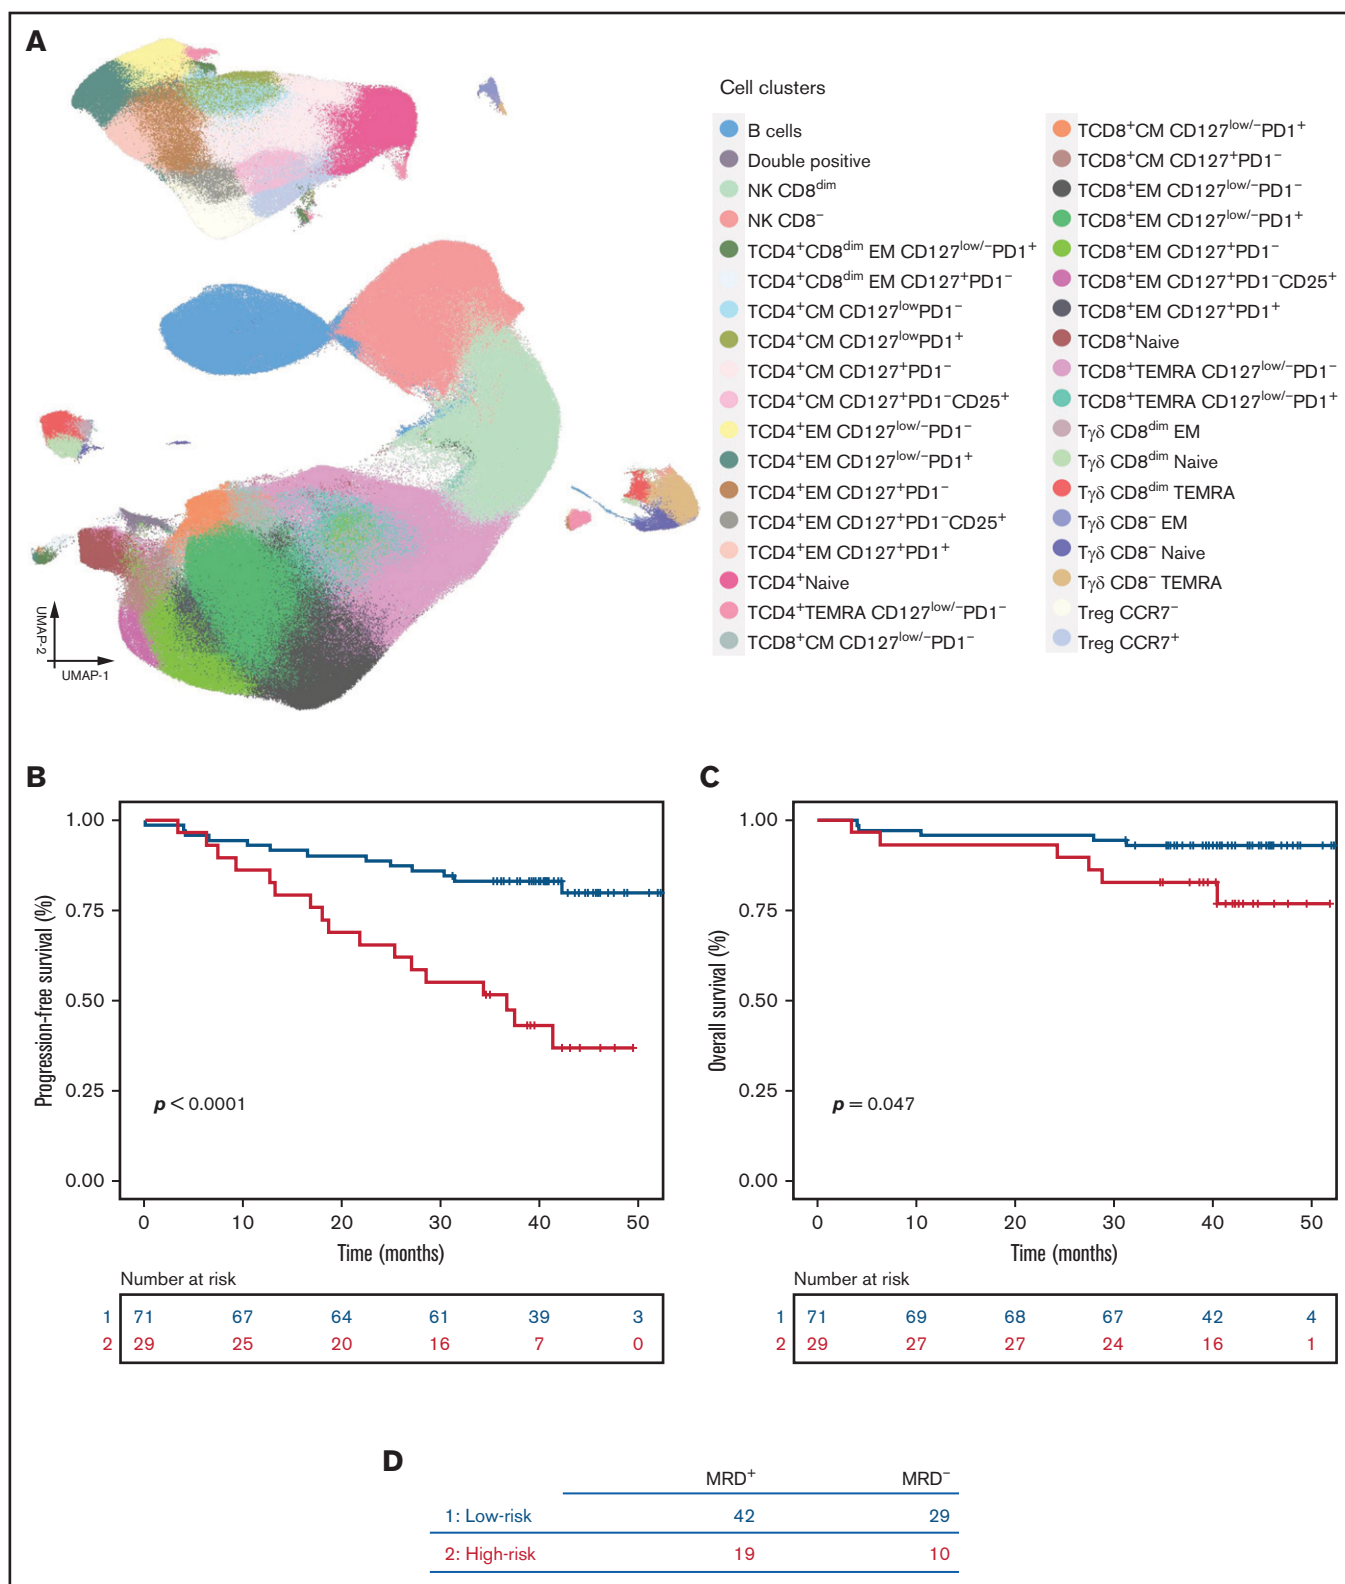 A
Cell clusters
B cells
Double positive
NK CD8dim
NK CD8−
TCD4+CD8dim EM CD127low/−PD1+
TCD4+CD8dim EM CD127+PD1−
TCD4+CM CD127lowPD1−
TCD4+CM CD127lowPD1+
TCD4+CM CD127+PD1−
TCD4+CM CD127+PD1−CD25+
TCD4+EM CD127low/−PD1−
TCD4+EM CD127low/−PD1+
TCD4+EM CD127+PD1−
TCD4+EM CD127+PD1−CD25+
TCD4+EM CD127+PD1+
TCD4+Naive
TCD4+TEMRA CD127low/−PD1−
TCD8+CM CD127low/−PD1−
TCD8+CM CD127low/−PD1+
TCD8+CM CD127+PD1−
TCD8+EM CD127low/−PD1−
TCD8+EM CD127low/−PD1+
TCD8+EM CD127+PD1−
TCD8+EM CD127+PD1−CD25+
TCD8+EM CD127+PD1+
TCD8+Naive
TCD8+TEMRA CD127low/−PD1−
TCD8+TEMRA CD127low/−PD1+
Tγδ CD8dim EM
Tγδ CD8dim Naive
Tγδ CD8dim TEMRA
Tγδ CD8− EM
Tγδ CD8− Naive
Tγδ CD8− TEMRA
Treg CCR7−
Treg CCR7+
UMAP-2
UMAP-1
B
Progression-free survival (%)
1.00
0.75
0.50
0.25
0.00
p < 0.0001
0 10 20 30 40 50
Time (months)
Number at risk
1 71 67 64 61 39 3
2 29 25 20 16 7 0
C
Overall survival (%)
1.00
0.75
0.50
0.25
0.00
p = 0.047
0 10 20 30 40 50
Time (months)
Number at risk
1 71 69 68 67 42 4
2 29 27 27 24 16 1
D
MRD+ MRD−
1: Low-risk 42 29
2: High-risk 19 10